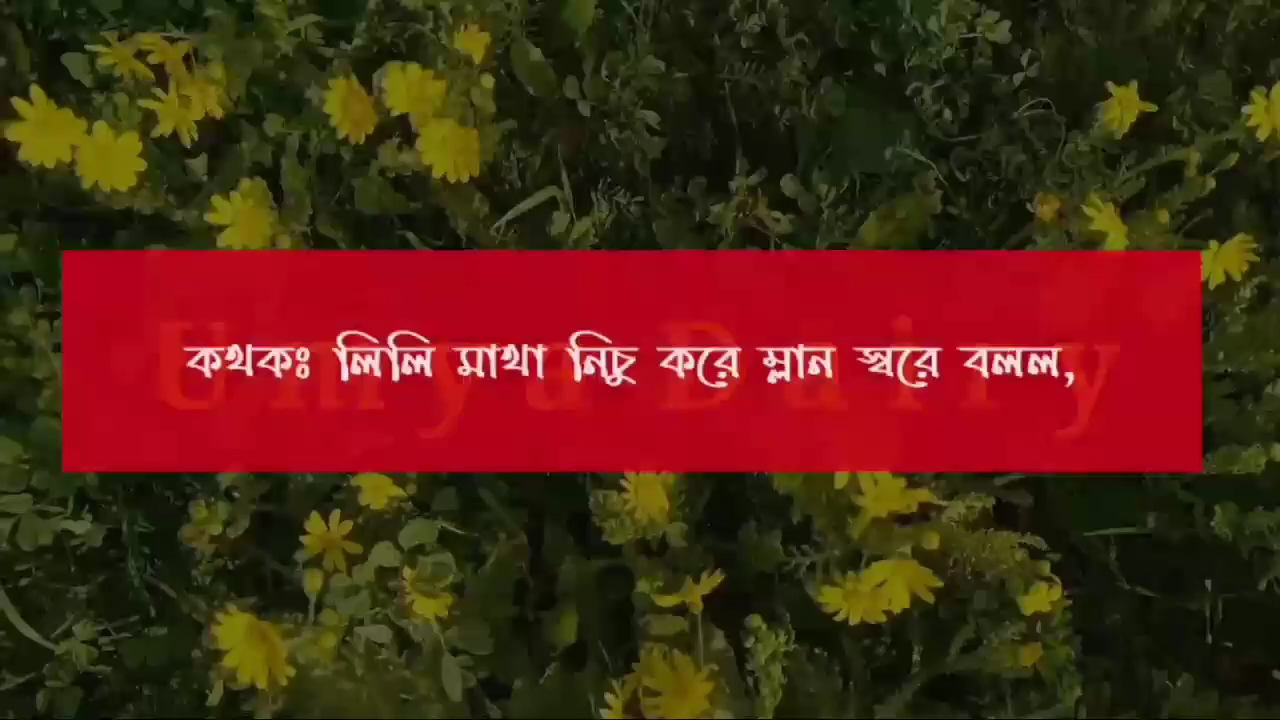 কথকঃ লিলি মাথা নিচু করে ম্লান স্বরে বলল,